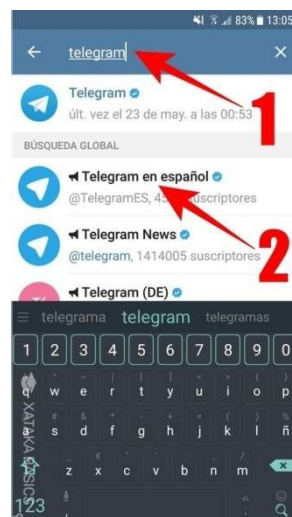 83% 13:05
telegram
1
Telegram
últ. vez el 23 de may. a las 00:53
BÚSQUEDA GLOBAL
Telegram en español
@TelegramES, 45 uscriptores
2
Telegram News
@telegram, 1414005 suscriptores
Telegram (DE)
telegrama telegram telegramas
1 2 3 4 5 6 7 8 9 0
q w e r t y u i o p
a s d f g h j k l ñ
z x c v b n m
123 ,
XATAKA BASICS